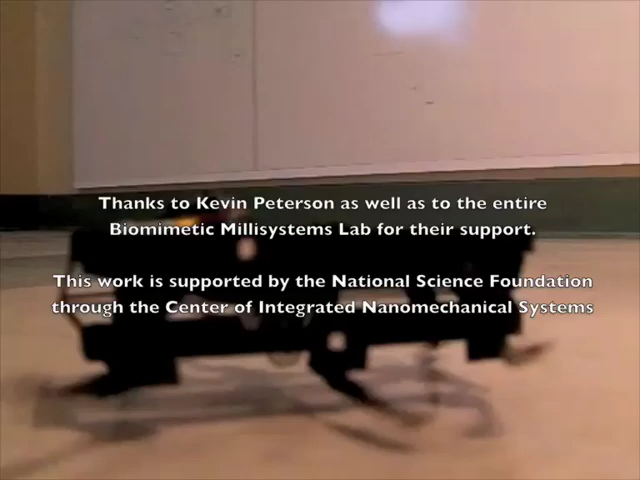 Thanks to Kevin Peterson as well as to the entire
Biomimetic Millisystems Lab for their support.
This work is supported by the National Science Foundation
through the Center of Integrated Nanomechanical Systems